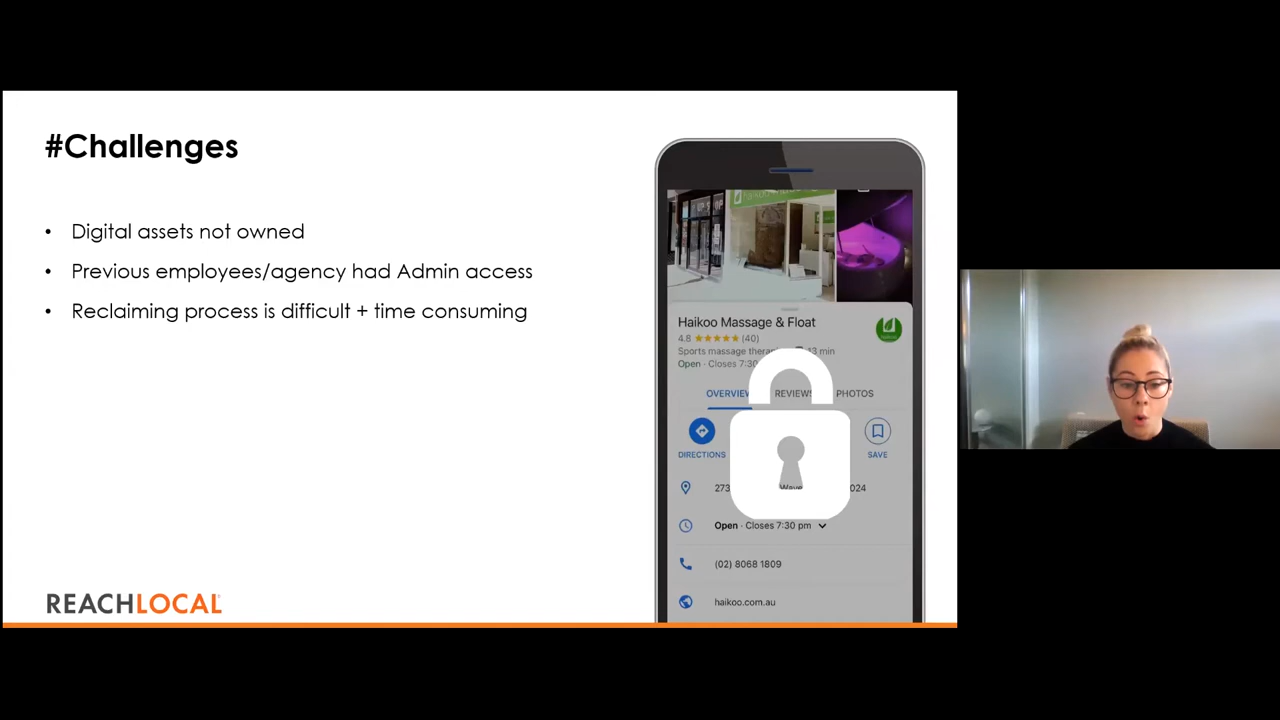 #Challenges
• Digital assets not owned
• Previous employees/agency had Admin access
• Reclaiming process is difficult + time consuming
REACHLOCAL
Haikoo Massage & Float
4.8 (40)
Sports massage 13 min
Open · Closes 7:30
OVERVIEW REVIEWS PHOTOS
DIRECTIONS SAVE
273
Open · Closes 7:30 pm
(02) 8068 1809
haikoo.com.au